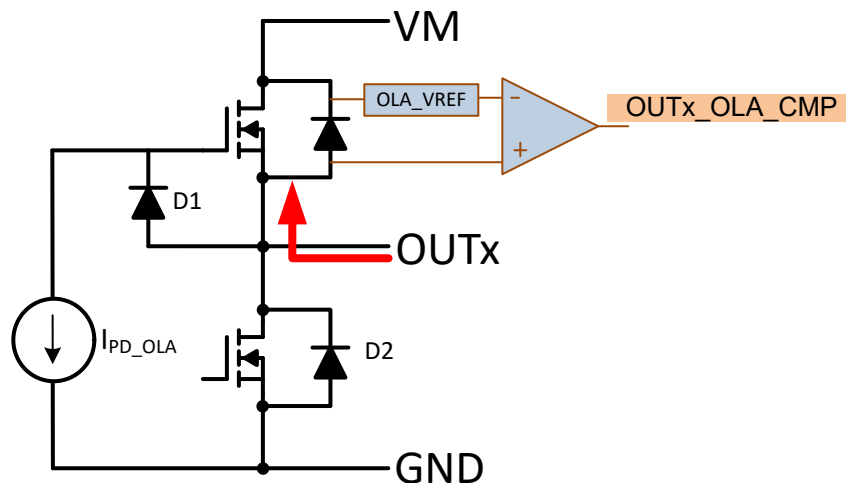 VM
OLA_VREF
-
+
OUTx_OLA_CMP
D1
OUTx
IPD_OLA
D2
GND